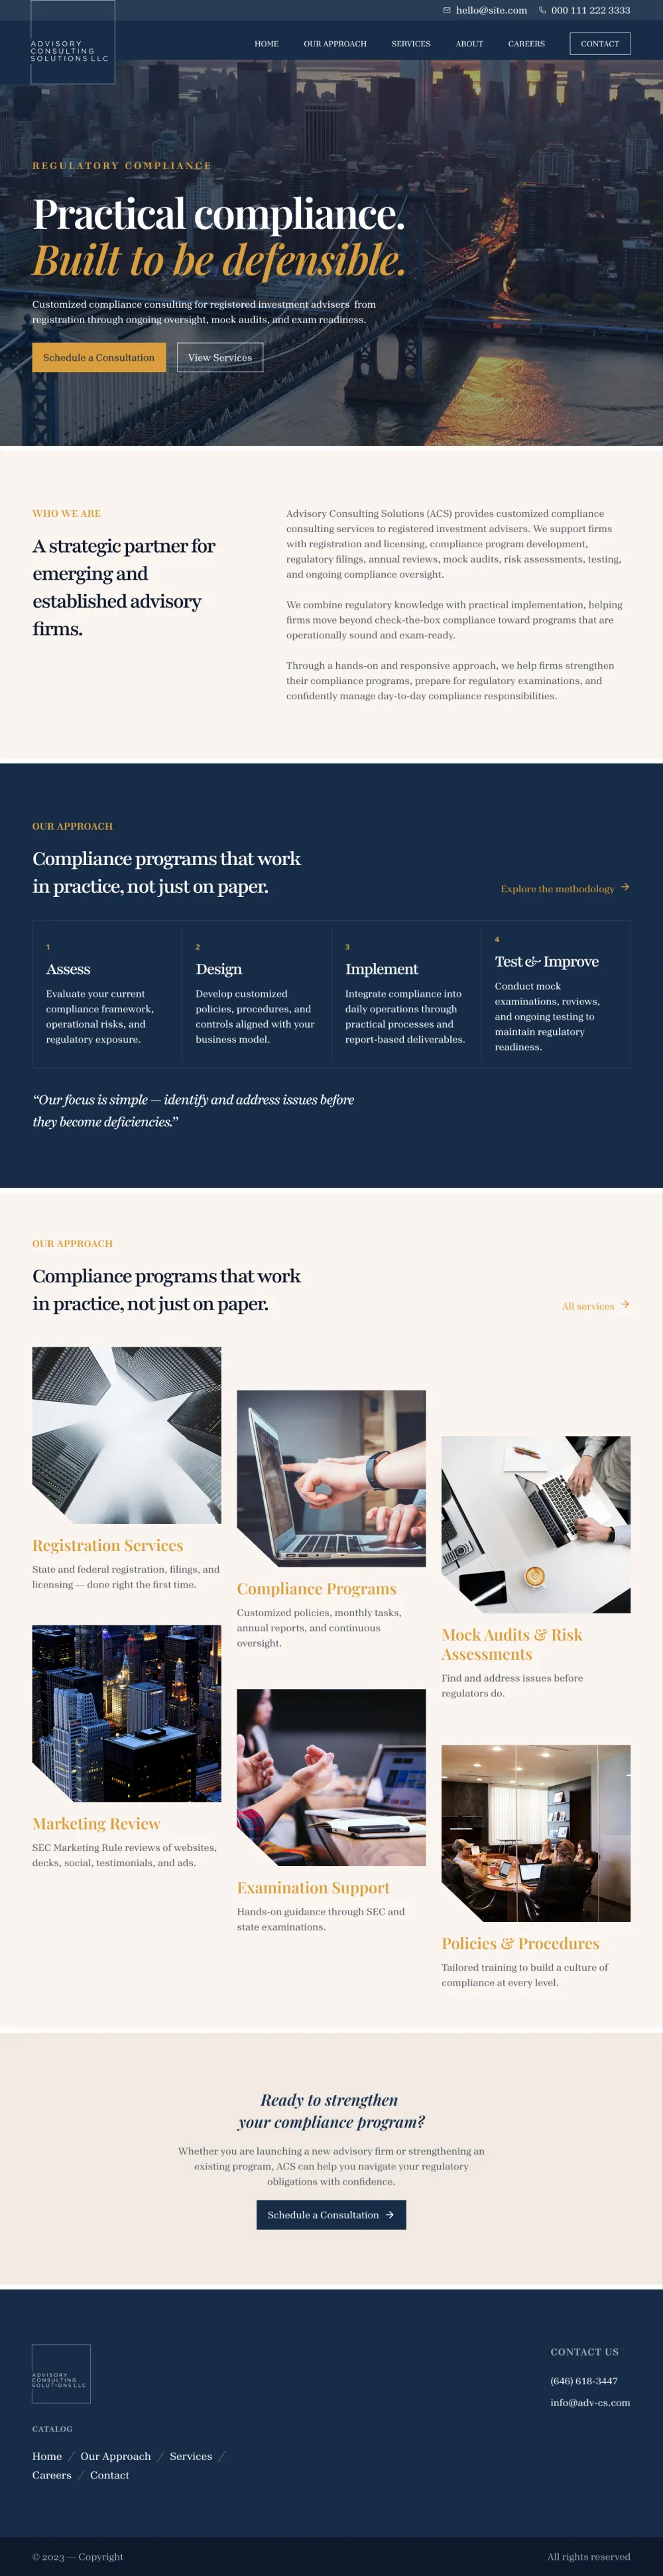 hello@site.com 000 111 222 3333
ADVISORY
CONSULTING
SOLUTIONS LLC
HOME OUR APPROACH SERVICES ABOUT CAREERS CONTACT
REGULATORY COMPLIANCE
Practical compliance.
Built to be defensible.
Customized compliance consulting for registered investment advisers from
registration through ongoing oversight, mock audits, and exam readiness.
Schedule a Consultation View Services
WHO WE ARE
A strategic partner for
emerging and
established advisory
firms.
Advisory Consulting Solutions (ACS) provides customized compliance
consulting services to registered investment advisers. We support firms
with registration and licensing, compliance program development,
regulatory filings, annual reviews, mock audits, risk assessments, testing,
and ongoing compliance oversight.
We combine regulatory knowledge with practical implementation, helping
firms move beyond check-the-box compliance toward programs that are
operationally sound and exam-ready.
Through a hands-on and responsive approach, we help firms strengthen
their compliance programs, prepare for regulatory examinations, and
confidently manage day-to-day compliance responsibilities.
OUR APPROACH
Compliance programs that work
in practice, not just on paper.
Explore the methodology →
1
Assess
Evaluate your current
compliance framework,
operational risks, and
regulatory exposure.
2
Design
Develop customized
policies, procedures, and
controls aligned with your
business model.
3
Implement
Integrate compliance into
daily operations through
practical processes and
report-based deliverables.
4
Test & Improve
Conduct mock
examinations, reviews,
and ongoing testing to
maintain regulatory
readiness.
“Our focus is simple — identify and address issues before
they become deficiencies.”
OUR APPROACH
Compliance programs that work
in practice, not just on paper.
All services →
Registration Services
State and federal registration, filings, and
licensing — done right the first time.
Compliance Programs
Customized policies, monthly tasks,
annual reports, and continuous
oversight.
Mock Audits & Risk
Assessments
Find and address issues before
regulators do.
Marketing Review
SEC Marketing Rule reviews of websites,
decks, social, testimonials, and ads.
Examination Support
Hands-on guidance through SEC and
state examinations.
Policies & Procedures
Tailored training to build a culture of
compliance at every level.
Ready to strengthen
your compliance program?
Whether you are launching a new advisory firm or strengthening an
existing program, ACS can help you navigate your regulatory
obligations with confidence.
Schedule a Consultation →
ADVISORY
CONSULTING
SOLUTIONS LLC
CATALOG
Home / Our Approach / Services /
Careers / Contact
CONTACT US
(646) 618-3447
info@adv-cs.com
© 2023 — Copyright All rights reserved